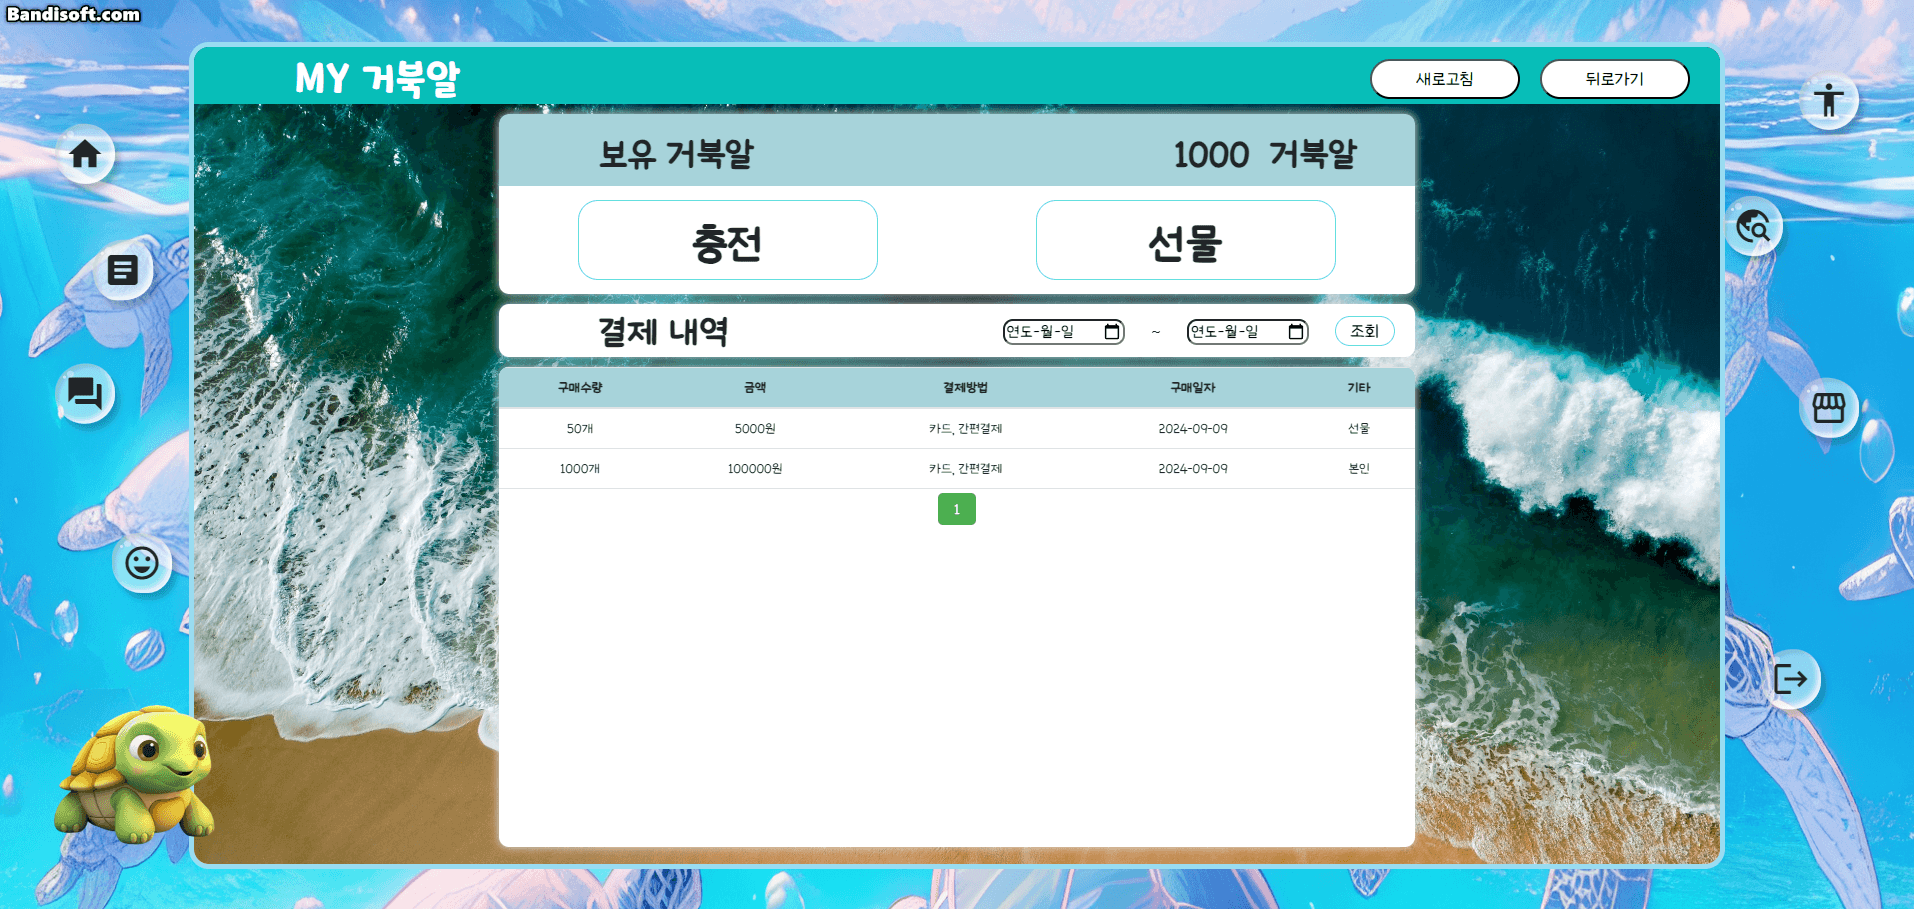 Bandisoft.com
MY 거북알
새로고침
뒤로가기
보유 거북알
1000 거북알
충전
선물
결제 내역
연도-월-일
~
연도-월-일
조회
구매수량 금액 결제방법 구매일자 기타
50개 5000원 카드, 간편결제 2024-09-09 선물
1000개 100000원 카드, 간편결제 2024-09-09 본인
1